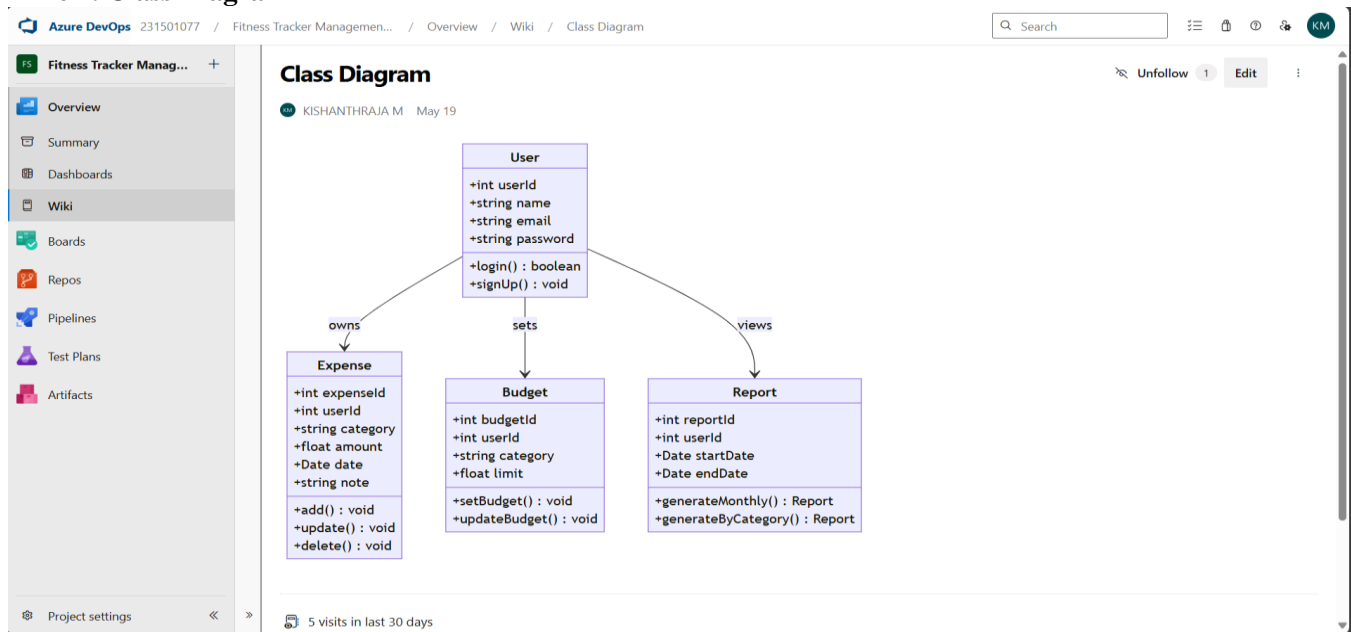 Azure DevOps 231501077 / Fitness Tracker Managemen... / Overview / Wiki / Class Diagram
Search
KM
FS Fitness Tracker Manag... +
Overview
Summary
Dashboards
Wiki
Boards
Repos
Pipelines
Test Plans
Artifacts
Project settings
Class Diagram
Unfollow 1 Edit
KM KISHANTHRAJA M May 19
User
+int userId
+string name
+string email
+string password
+login() : boolean
+signUp() : void
owns
sets
views
Expense
+int expenseId
+int userId
+string category
+float amount
+Date date
+string note
+add() : void
+update() : void
+delete() : void
Budget
+int budgetId
+int userId
+string category
+float limit
+setBudget() : void
+updateBudget() : void
Report
+int reportId
+int userId
+Date startDate
+Date endDate
+generateMonthly() : Report
+generateByCategory() : Report
5 visits in last 30 days